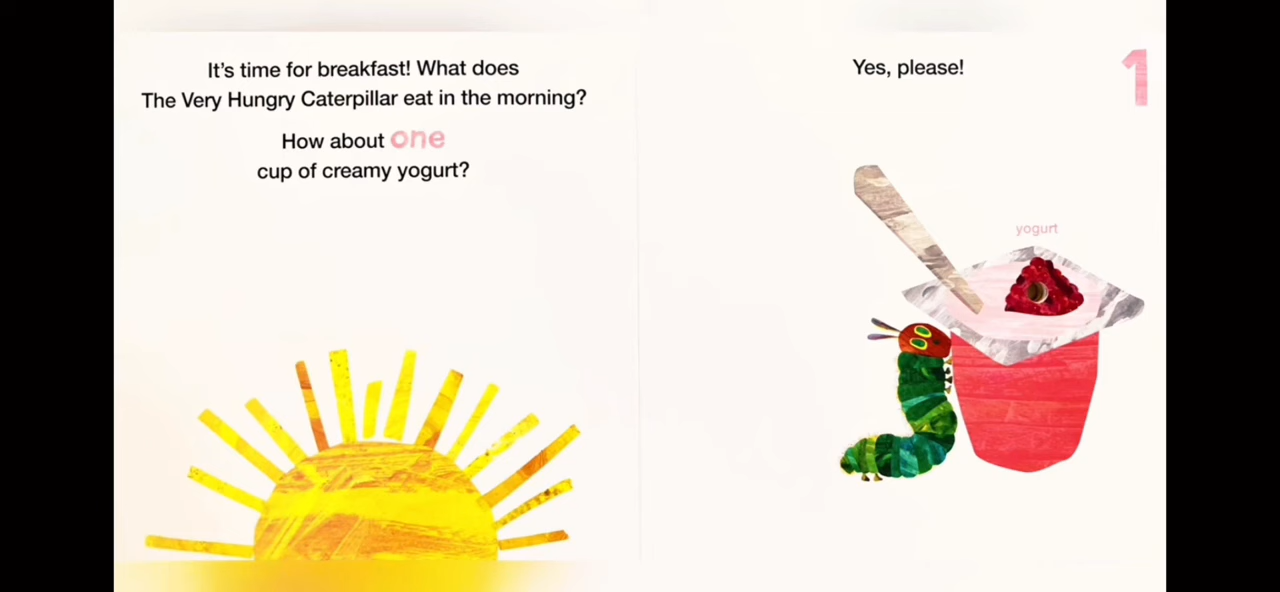 It's time for breakfast! What does
The Very Hungry Caterpillar eat in the morning?
How about one
cup of creamy yogurt?
Yes, please!
1
yogurt